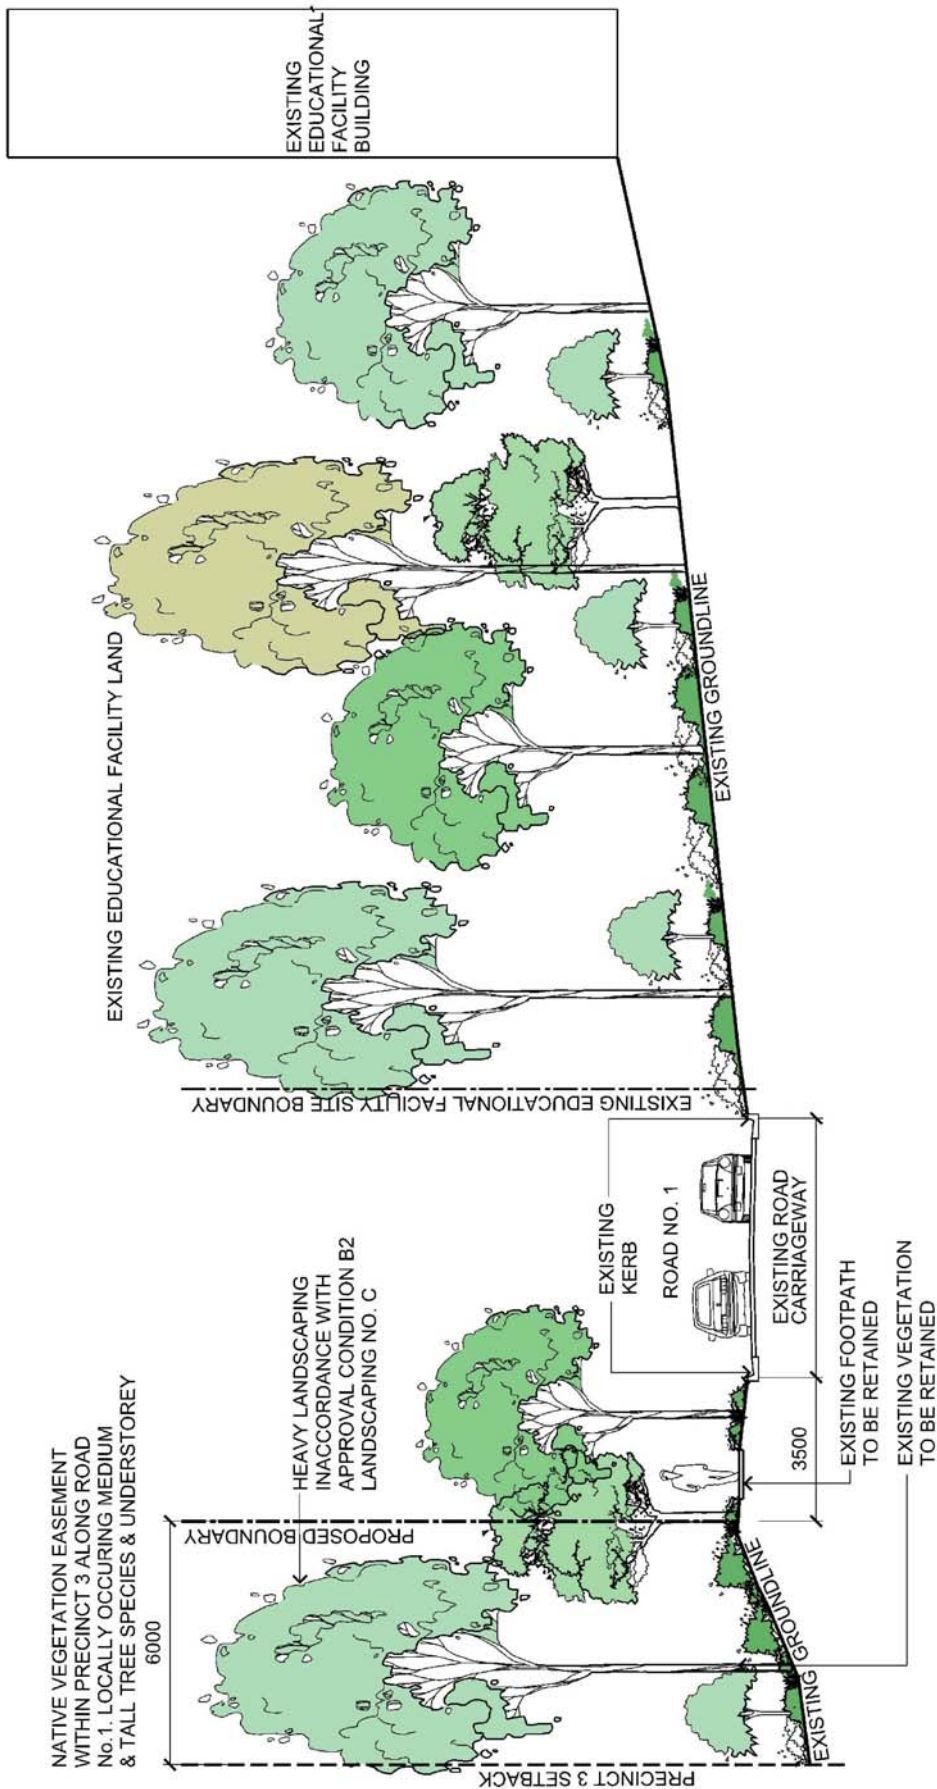 NATIVE VEGETATION EASEMENT
WITHIN PRECINCT 3 ALONG ROAD
No.1. LOCALLY OCCURING MEDIUM
& TALL TREE SPECIES & UNDERSTOREY
6000
HEAVY LANDSCAPING
INACCORDANCE WITH
APPROVAL CONDITION B2
LANDSCAPING NO. C
PROPOSED BOUNDARY
PRECINCT 3 SETBACK
EXISTING GROUNDLINE
3500
EXISTING FOOTPATH
TO BE RETAINED
EXISTING VEGETATION
TO BE RETAINED
EXISTING
KERB
ROAD NO. 1
EXISTING ROAD
CARRIAGEWAY
EXISTING EDUCATIONAL FACILITY SITE BOUNDARY
EXISTING EDUCATIONAL FACILITY LAND
EXISTING GROUNDLINE
EXISTING
EDUCATIONAL
FACILITY
BUILDING